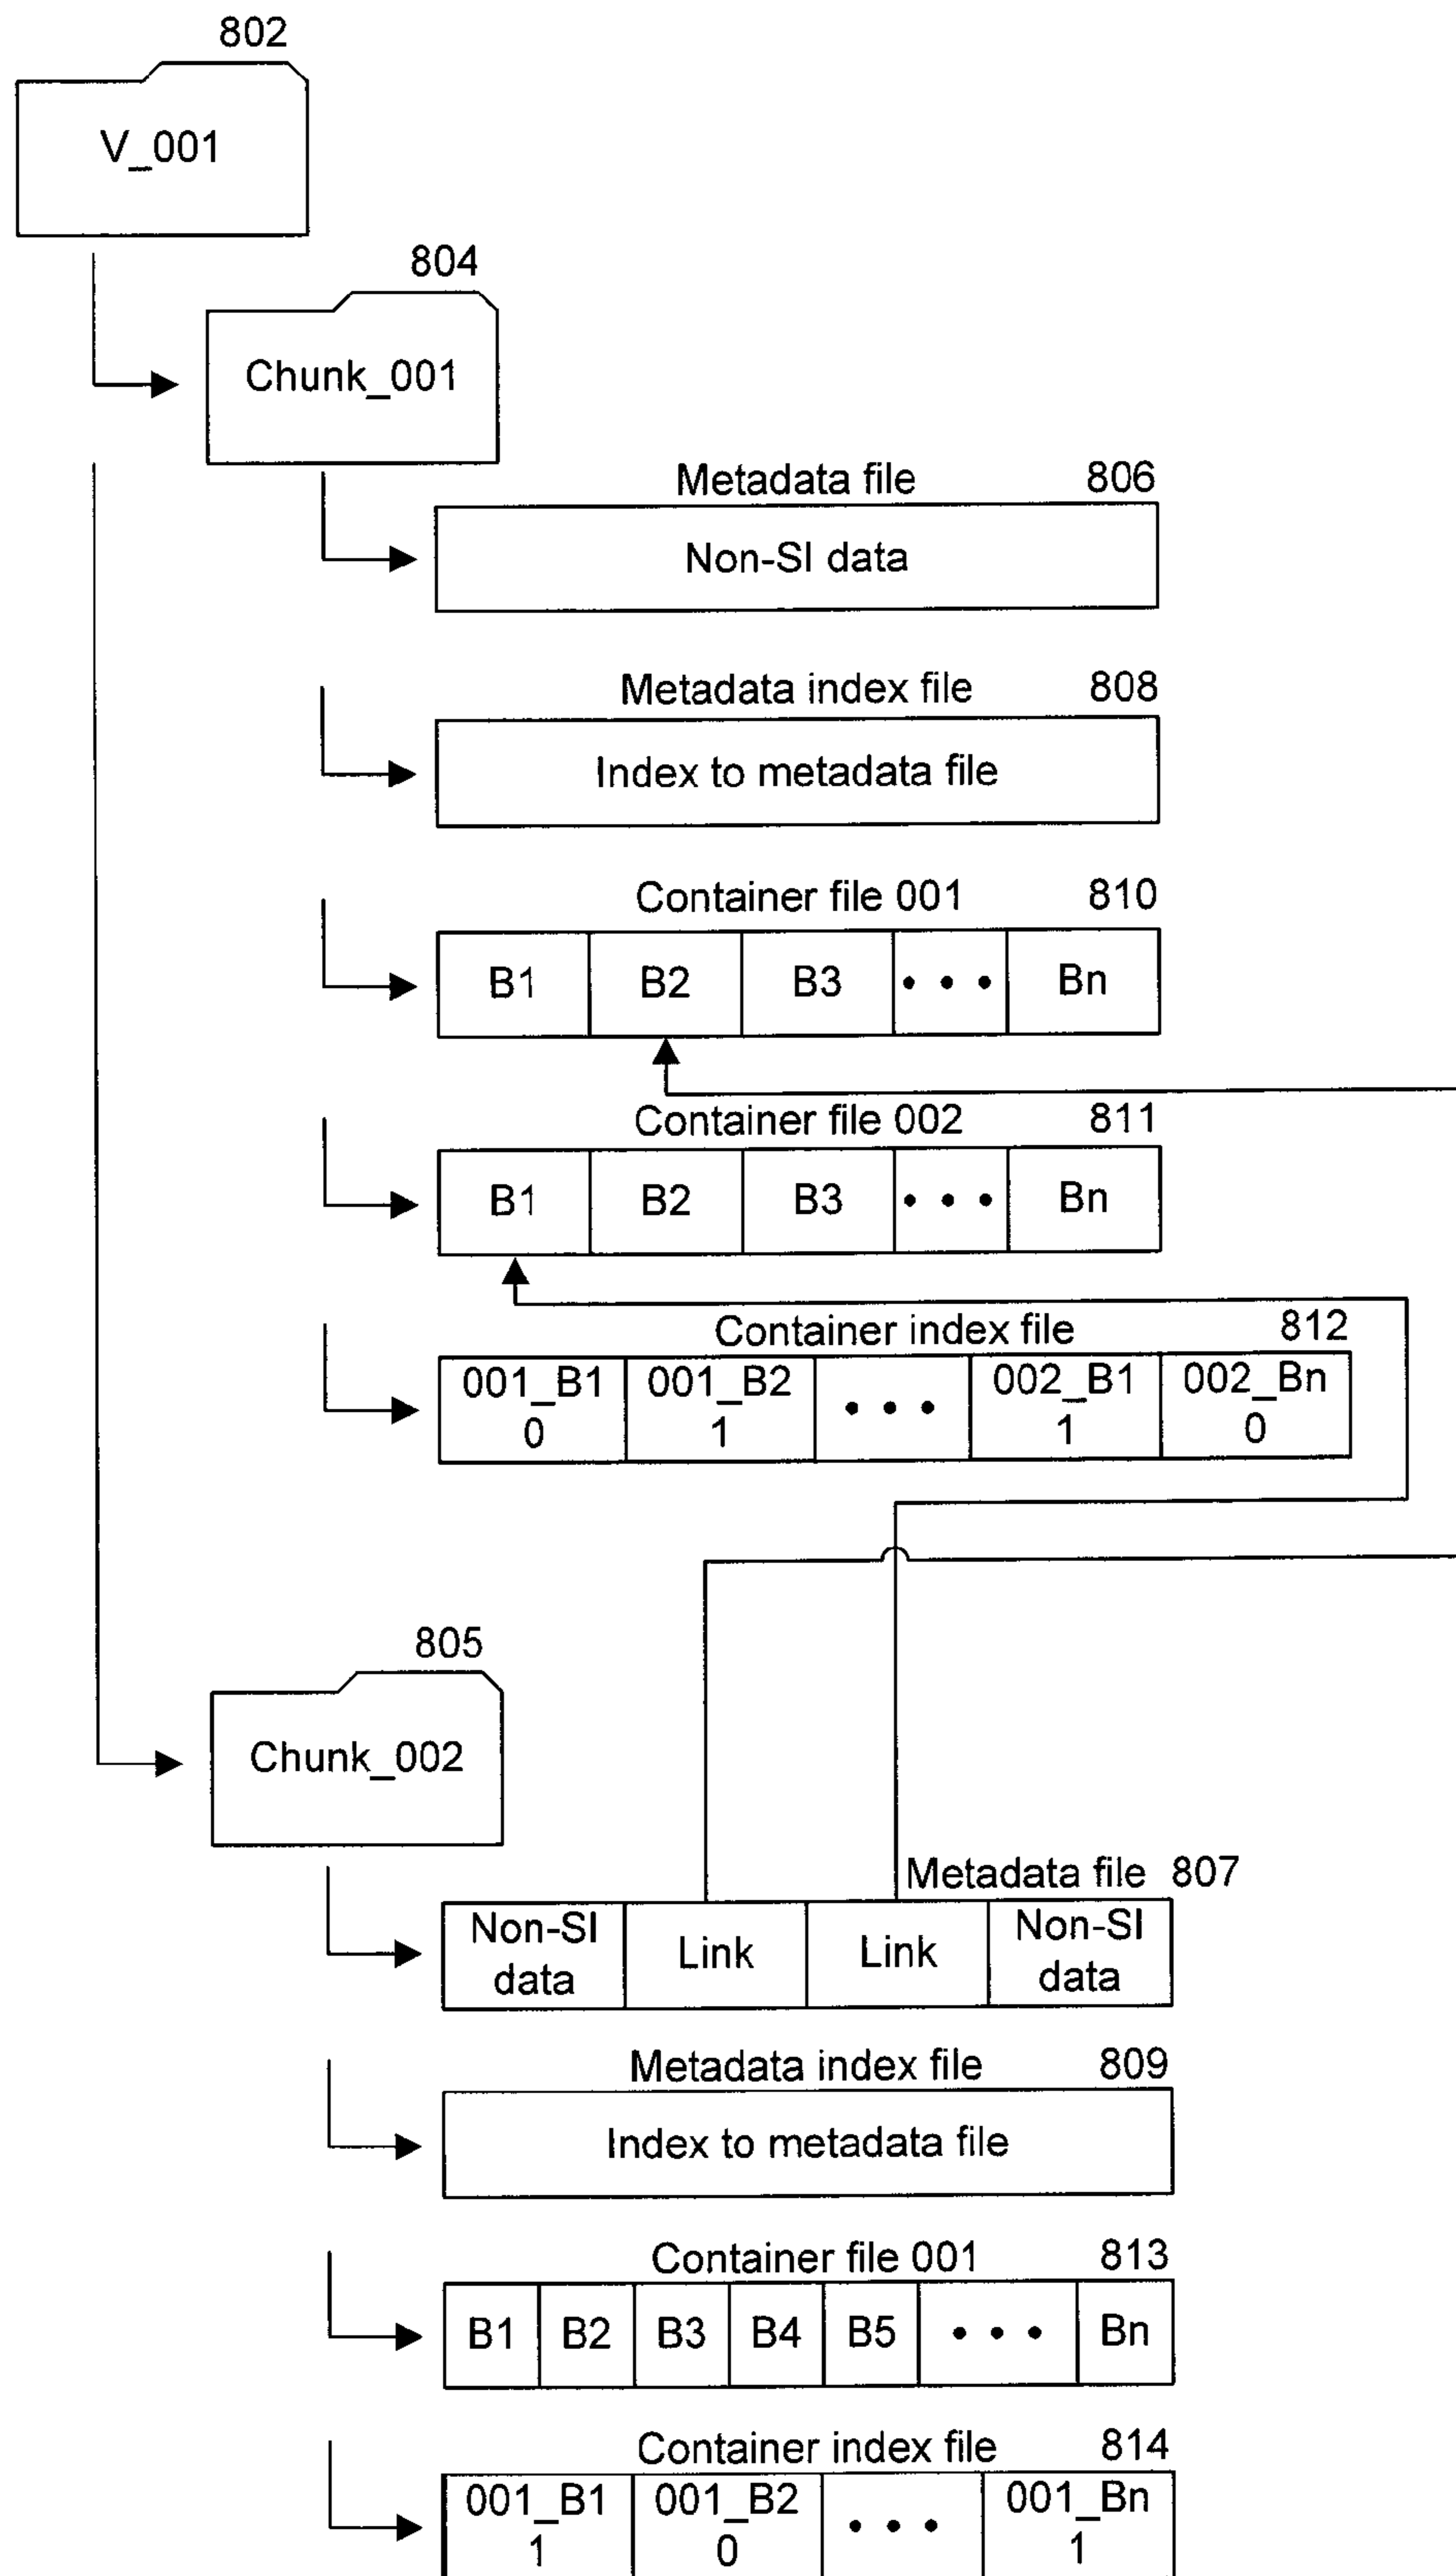 802
V_001
804
Chunk_001
Metadata file 806
Non-SI data
Metadata index file 808
Index to metadata file
Container file 001 810
B1 B2 B3 • • • Bn
Container file 002 811
B1 B2 B3 • • • Bn
Container index file 812
001_B1 001_B2 • • • 002_B1 002_Bn
0 1 1 0
805
Chunk_002
Metadata file 807
Non-SI Link Link Non-SI
data data
Metadata index file 809
Index to metadata file
Container file 001 813
B1 B2 B3 B4 B5 • • • Bn
Container index file 814
001_B1 001_B2 • • • 001_Bn
1 0 1